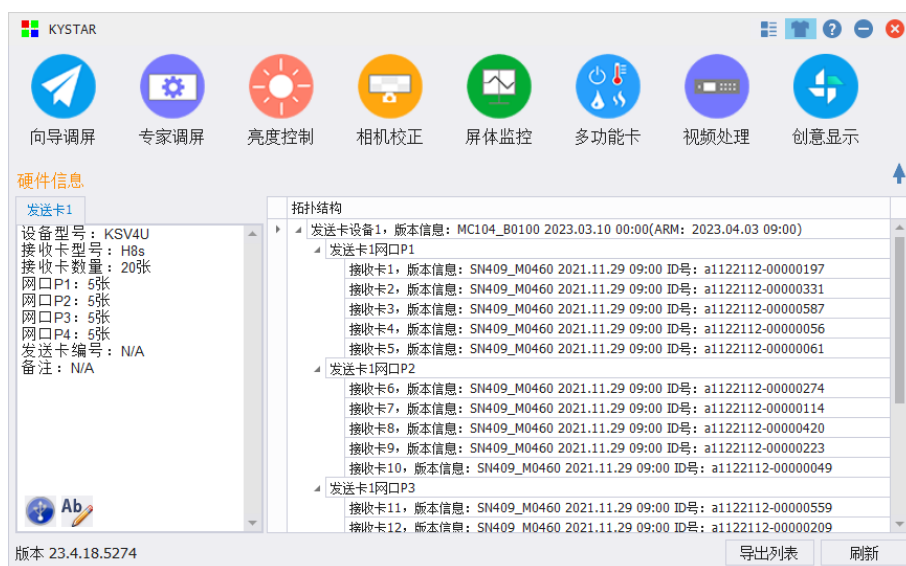 KYSTAR
向导调屏 专家调屏 亮度控制 相机校正 屏体监控 多功能卡 视频处理 创意显示
硬件信息
发送卡1
设备型号：KSV4U
接收卡型号：H8s
接收卡数量：20张
网口P1：5张
网口P2：5张
网口P3：5张
网口P4：5张
发送卡编号：N/A
备注：N/A
Ab
拓扑结构
发送卡设备1，版本信息：MC104_B0100 2023.03.10 00:00(ARM：2023.04.03 09:00)
发送卡1网口P1
接收卡1，版本信息：SN409_M0460 2021.11.29 09:00 ID号：a1122112-00000197
接收卡2，版本信息：SN409_M0460 2021.11.29 09:00 ID号：a1122112-00000331
接收卡3，版本信息：SN409_M0460 2021.11.29 09:00 ID号：a1122112-00000587
接收卡4，版本信息：SN409_M0460 2021.11.29 09:00 ID号：a1122112-00000056
接收卡5，版本信息：SN409_M0460 2021.11.29 09:00 ID号：a1122112-00000061
发送卡1网口P2
接收卡6，版本信息：SN409_M0460 2021.11.29 09:00 ID号：a1122112-00000274
接收卡7，版本信息：SN409_M0460 2021.11.29 09:00 ID号：a1122112-00000114
接收卡8，版本信息：SN409_M0460 2021.11.29 09:00 ID号：a1122112-00000420
接收卡9，版本信息：SN409_M0460 2021.11.29 09:00 ID号：a1122112-00000223
接收卡10，版本信息：SN409_M0460 2021.11.29 09:00 ID号：a1122112-00000049
发送卡1网口P3
接收卡11，版本信息：SN409_M0460 2021.11.29 09:00 ID号：a1122112-00000559
接收卡12，版本信息：SN409_M0460 2021.11.29 09:00 ID号：a1122112-00000209
版本 23.4.18.5274
导出列表 刷新